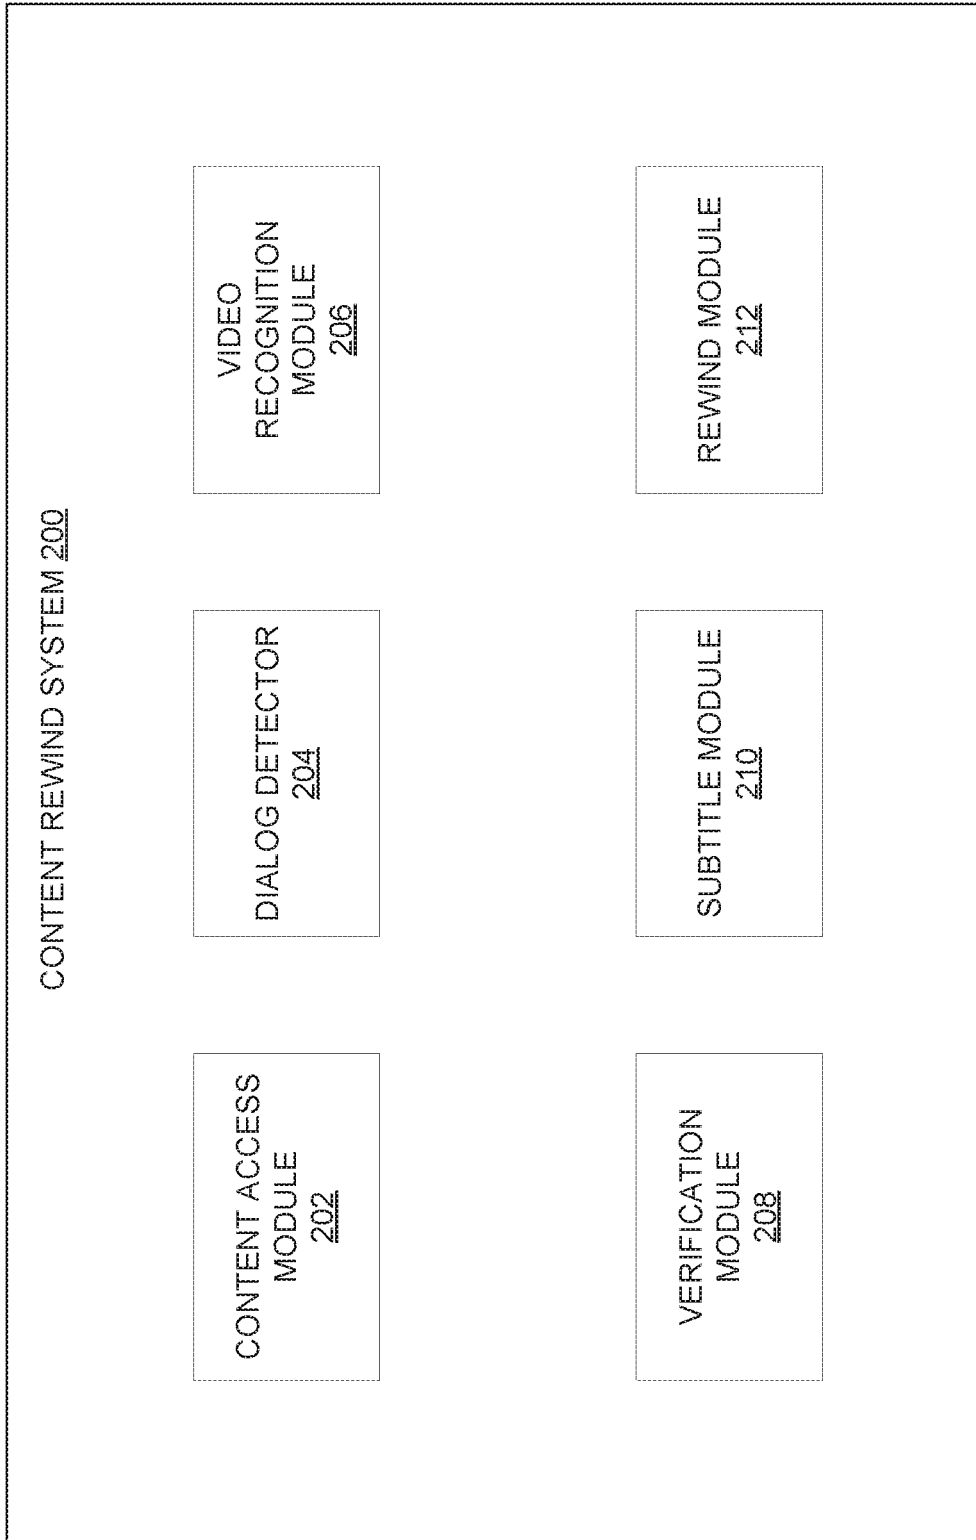 CONTENT REWIND SYSTEM 200
CONTENT ACCESS
MODULE
202
DIALOG DETECTOR
204
VIDEO
RECOGNITION
MODULE
206
VERIFICATION
MODULE
208
SUBTITLE MODULE
210
REWIND MODULE
212